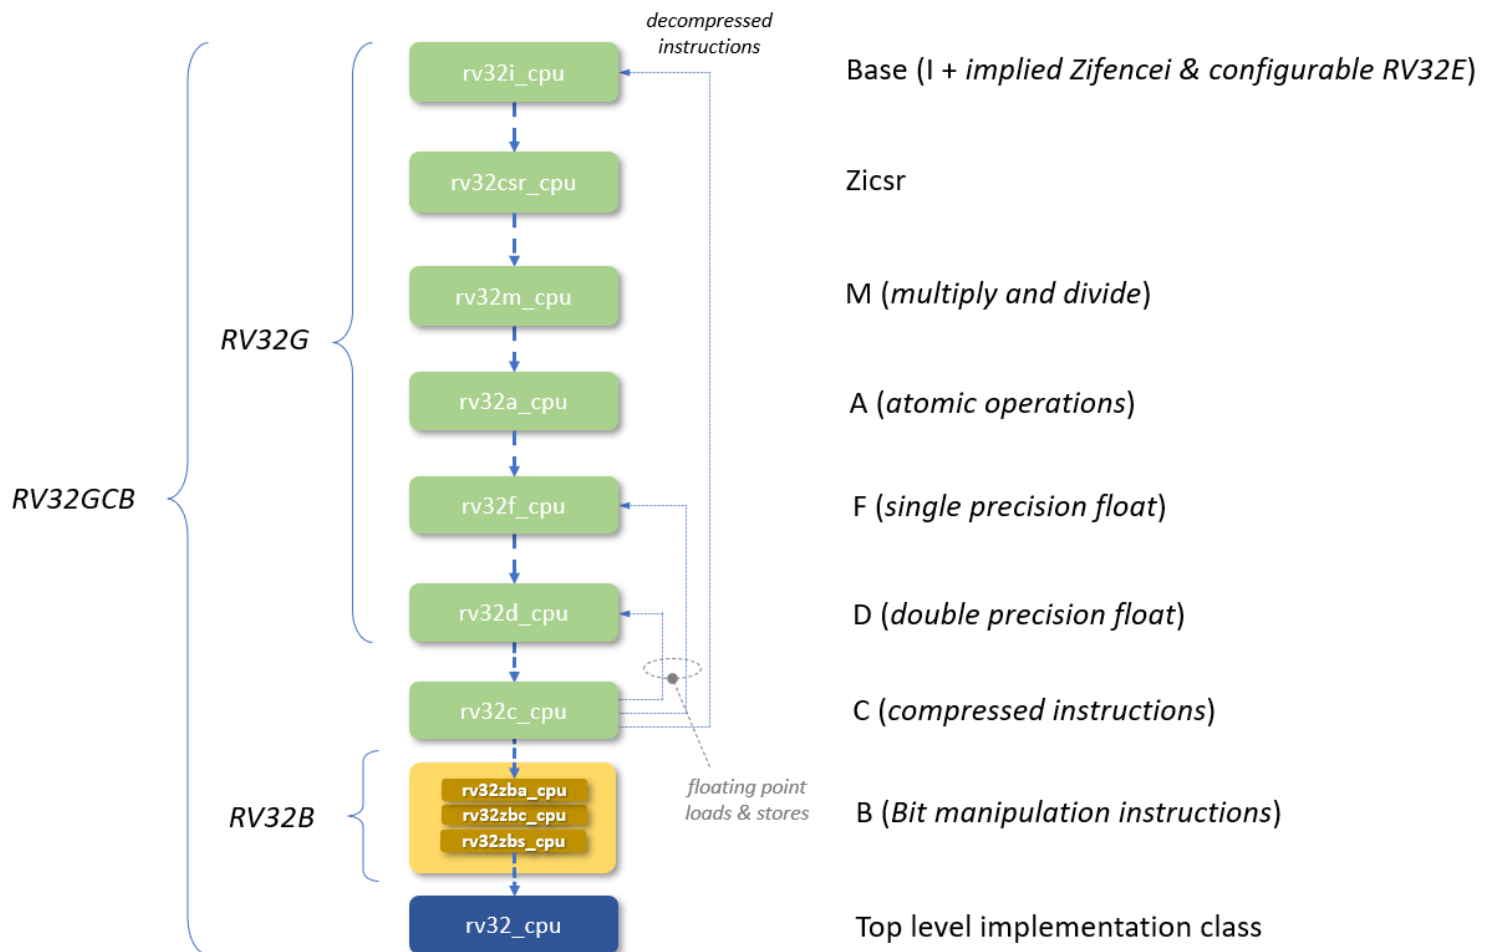 decompressed
instructions
rv32i_cpu
Base (I + implied Zifencei & configurable RV32E)
rv32csr_cpu
Zicsr
rv32m_cpu
M (multiply and divide)
RV32G
rv32a_cpu
A (atomic operations)
RV32GCB
rv32f_cpu
F (single precision float)
rv32d_cpu
D (double precision float)
rv32c_cpu
C (compressed instructions)
floating point
loads & stores
RV32B
rv32zba_cpu
rv32zbc_cpu
rv32zbs_cpu
B (Bit manipulation instructions)
rv32_cpu
Top level implementation class